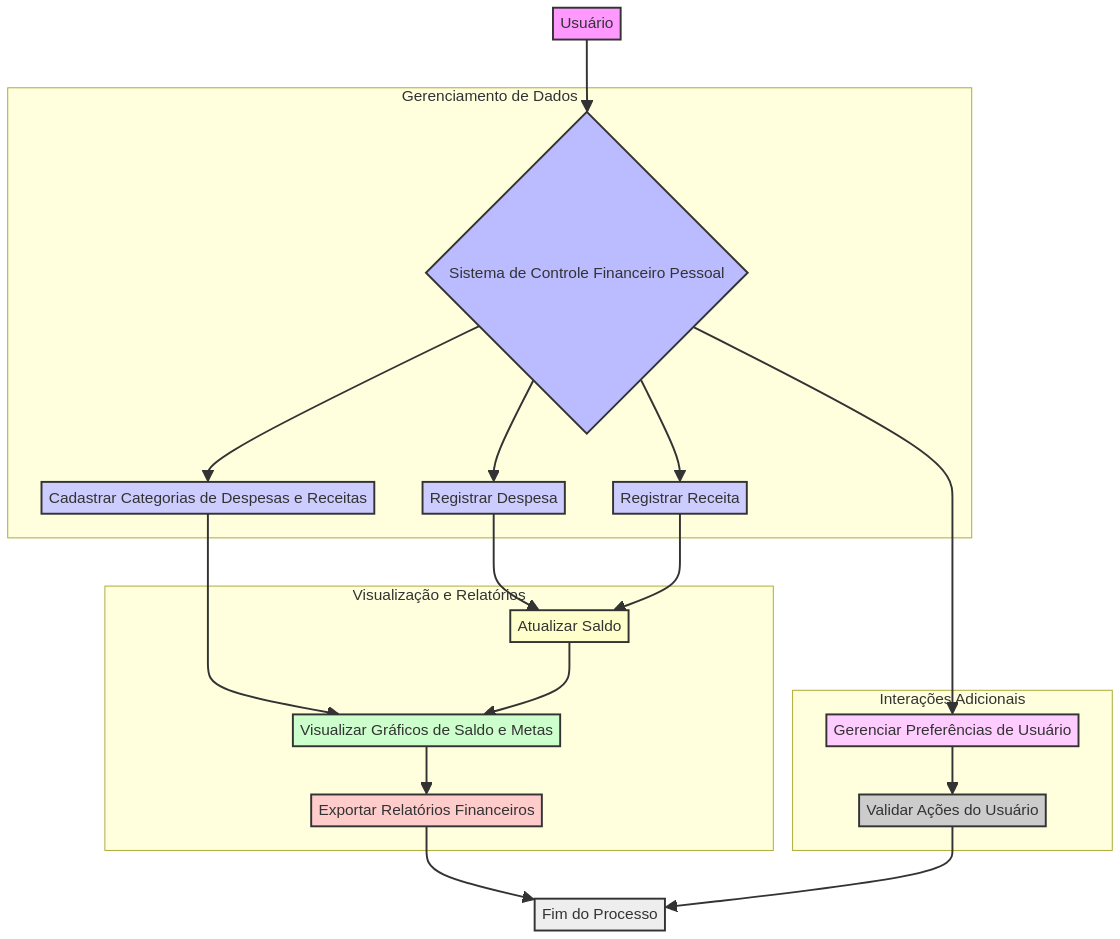 Usuário
Gerenciamento de Dados
Sistema de Controle Financeiro Pessoal
Cadastrar Categorias de Despesas e Receitas
Registrar Despesa
Registrar Receita
Visualização e Relatórios
Atualizar Saldo
Interações Adicionais
Visualizar Gráficos de Saldo e Metas
Gerenciar Preferências de Usuário
Exportar Relatórios Financeiros
Validar Ações do Usuário
Fim do Processo